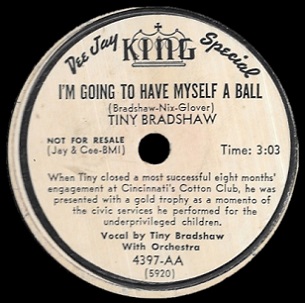 Dee Jay KING Special
I'M GOING TO HAVE MYSELF A BALL
(Bradshaw-Nix-Glover)
TINY BRADSHAW
NOT FOR RESALE
(Jay & Cee-BMI) Time: 3:03
When Tiny closed a most successful eight months'
engagement at Cincinnati's Cotton Club, he was
presented with a gold trophy as a momento of
the civic services he performed for the
underprivileged children.
Vocal by Tiny Bradshaw
With Orchestra
4397-AA
(5920)